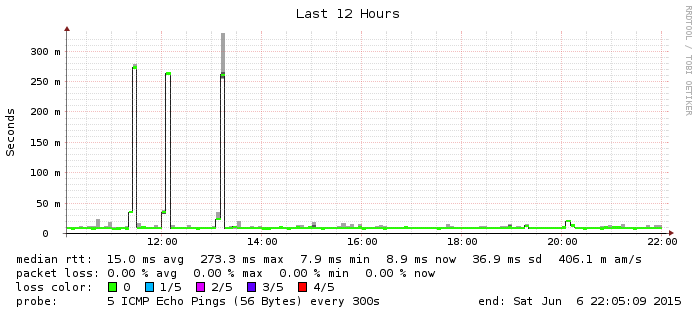 Last 12 Hours
RRDTOOL / TOBI OETIKER
Seconds
300 m
250 m
200 m
150 m
100 m
50 m
0
12:00 14:00 16:00 18:00 20:00 22:00
median rtt: 15.0 ms avg 273.3 ms max 7.9 ms min 8.9 ms now 36.9 ms sd 406.1 m am/s
packet loss: 0.00 % avg 0.00 % max 0.00 % min 0.00 % now
loss color: 0 1/5 2/5 3/5 4/5
probe: 5 ICMP Echo Pings (56 Bytes) every 300s end: Sat Jun 6 22:05:09 2015